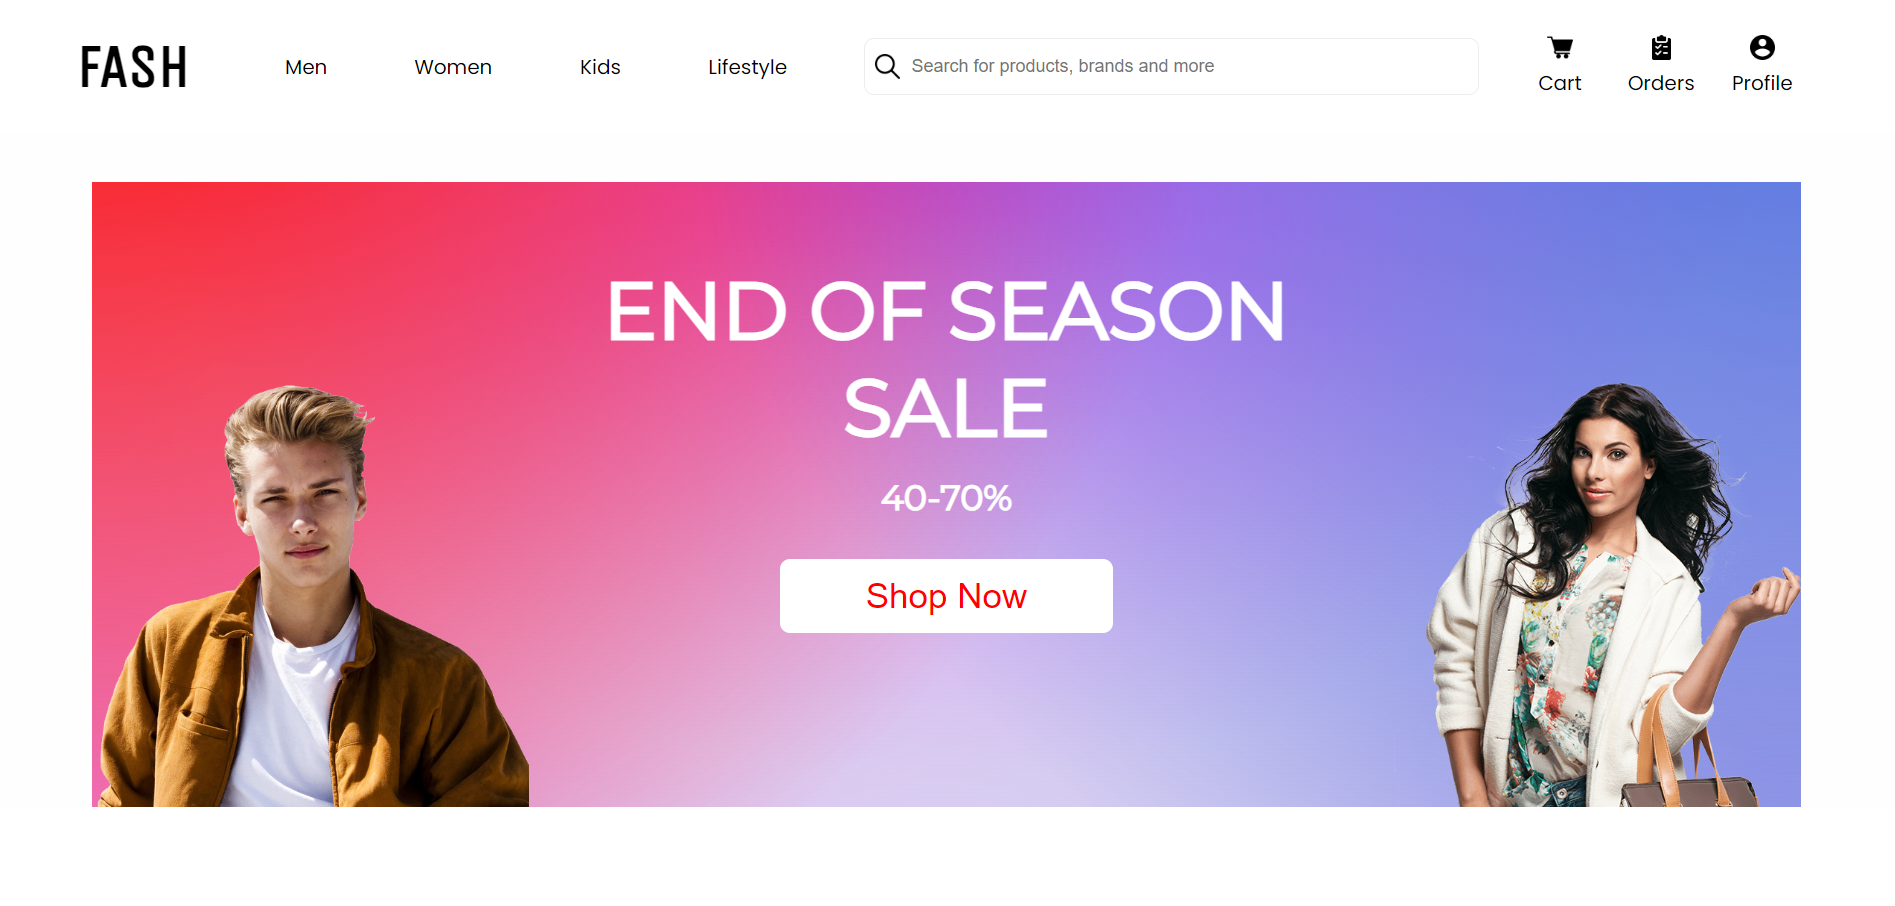 FASH
Men
Women
Kids
Lifestyle
Search for products, brands and more
Cart
Orders
Profile
END OF SEASON
SALE
40-70%
Shop Now